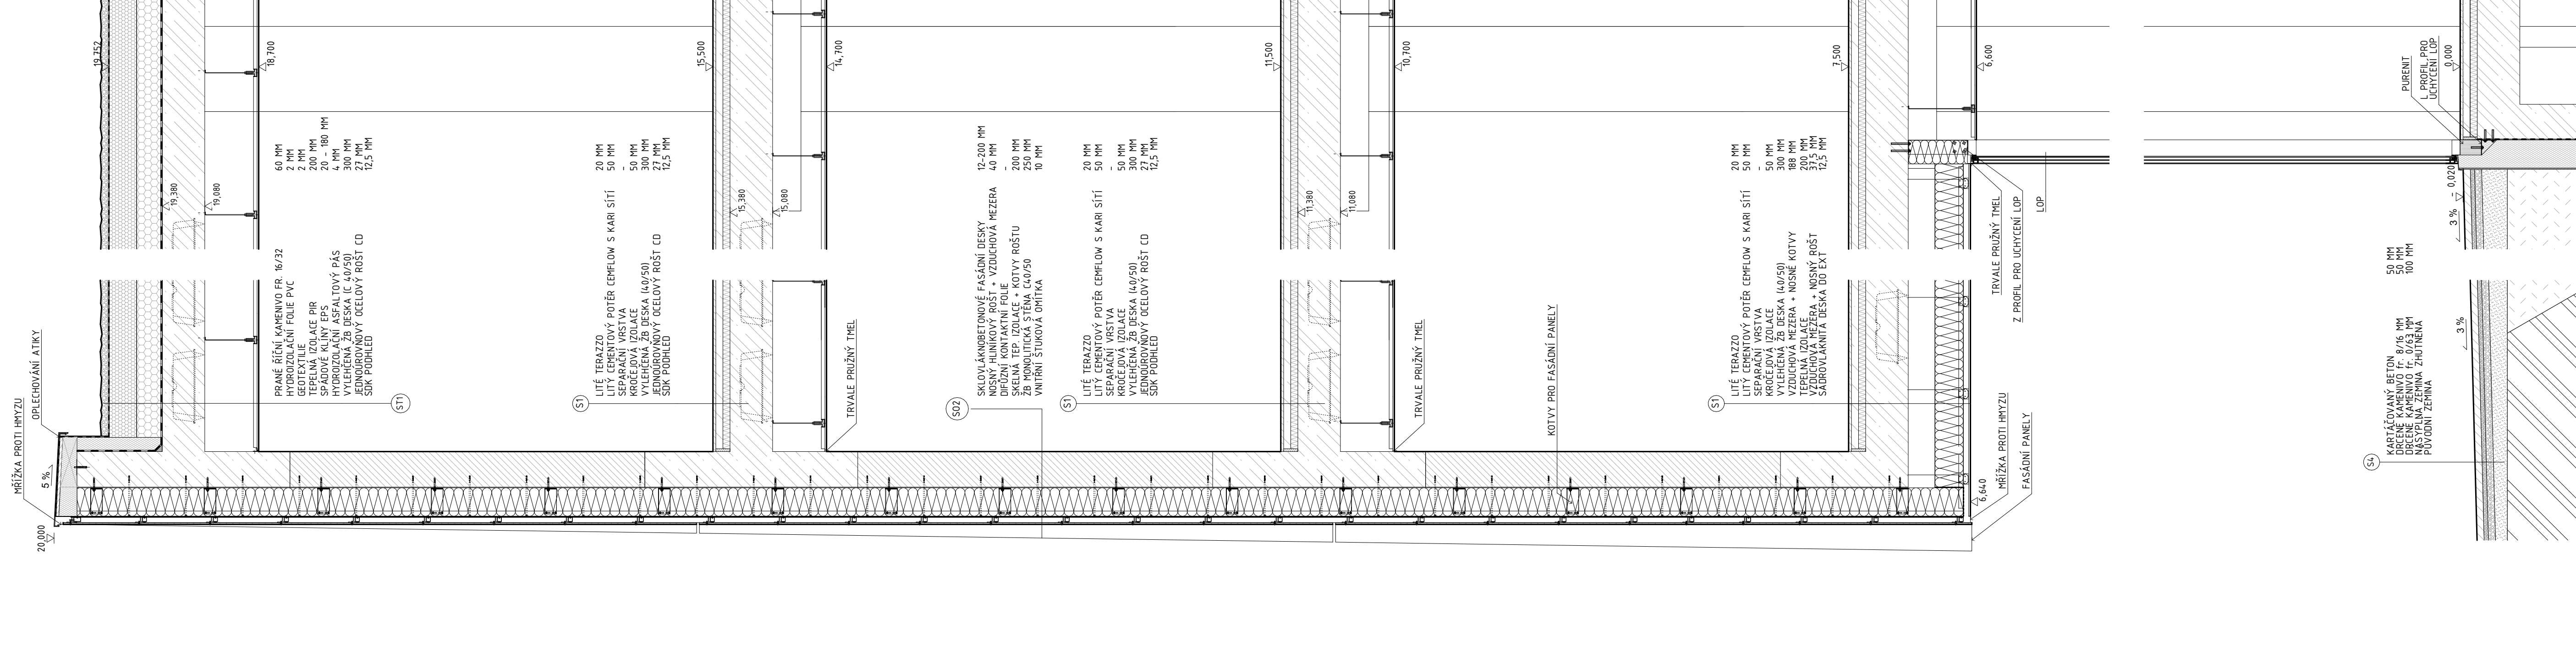 MŘÍŽKA PROTI HMYZU
OPLECHOVÁNÍ ATIKY
20,000
5 %
19,752
19,380
19,080
18,700
ST1
PRANÉ ŘÍČNÍ KAMENIVO FR. 16/32 60 MM
HYDROIZOLAČNÍ FOLIE PVC 2 MM
GEOTEXTILIE 2 MM
TEPELNÁ IZOLACE PIR 200 MM
SPÁDOVÉ KLÍNY EPS 20 - 180 MM
HYDROIZOLAČNÍ ASFALTOVÝ PÁS 4 MM
VYLEHČENÁ ŽB DESKA (C 40/50) 300 MM
JEDNOÚROVNĎOVÝ OCELOVÝ ROŠT CD 27 MM
SDK PODHLED 12,5 MM
S1
LITÉ TERAZZO 20 MM
LITÝ CEMENTOVÝ POTĚR CEMFLOW S KARI SÍTÍ 50 MM
SEPARAČNÍ VRSTVA -
KROČEJOVÁ IZOLACE 50 MM
VYLEHČENÁ ŽB DESKA (40/50) 300 MM
JEDNOÚROVNĎOVÝ OCELOVÝ ROŠT CD 27 MM
SDK PODHLED 12,5 MM
15,500
15,380
15,080
14,700
TRVALE PRUŽNÝ TMEL
SO2
SKLOVLÁKNOBETONOVÉ FASÁDNÍ DESKY 12-200 MM
NOSNÝ HLINÍKOVÝ ROŠT + VZDUCHOVÁ MEZERA 40 MM
DIFÚZNÍ KONTAKTNÍ FOLIE -
SKELNÁ TEP. IZOLACE + KOTVY ROŠTU 200 MM
ŽB MONOLITICKÁ STĚNA C40/50 250 MM
VNITŘNÍ ŠTUKOVÁ OMÍTKA 10 MM
S1
LITÉ TERAZZO 20 MM
LITÝ CEMENTOVÝ POTĚR CEMFLOW S KARI SÍTÍ 50 MM
SEPARAČNÍ VRSTVA -
KROČEJOVÁ IZOLACE 50 MM
VYLEHČENÁ ŽB DESKA (40/50) 300 MM
JEDNOÚROVNĎOVÝ OCELOVÝ ROŠT CD 27 MM
SDK PODHLED 12,5 MM
11,500
11,380
11,080
10,700
TRVALE PRUŽNÝ TMEL
KOTVY PRO FASÁDNÍ PANELY
S1
LITÉ TERAZZO 20 MM
LITÝ CEMENTOVÝ POTĚR CEMFLOW S KARI SÍTÍ 50 MM
SEPARAČNÍ VRSTVA -
KROČEJOVÁ IZOLACE 50 MM
VYLEHČENÁ ŽB DESKA (40/50) 300 MM
VZDUCHOVÁ MEZERA + NOSNÉ KOTVY 188 MM
TEPELNÁ IZOLACE 200 MM
VZDUCHOVÁ MEZERA + NOSNÝ ROŠT 37,5 MM
SÁDROVLÁKNITÁ DESKA DO EXT 12,5 MM
7,500
6,600
6,640
TRVALE PRUŽNÝ TMEL
MŘÍŽKA PROTI HMYZU
Z PROFIL PRO UCHYCENÍ LOP
FASÁDNÍ PANELY
LOP
S4
KARTÁČOVANÝ BETON 50 MM
DRCENÉ KAMENIVO fr. 8/16 MM 50 MM
DRCENÉ KAMENIVO fr. 0/63 MM 100 MM
NÁSYPLNÁ ZEMINA ZHUTNĚNÁ
PŮVODNÍ ZEMINA
PURENIT
L PROFIL PRO
UCHYCENÍ LOP
0,000
- 0,020
3 %
3 %